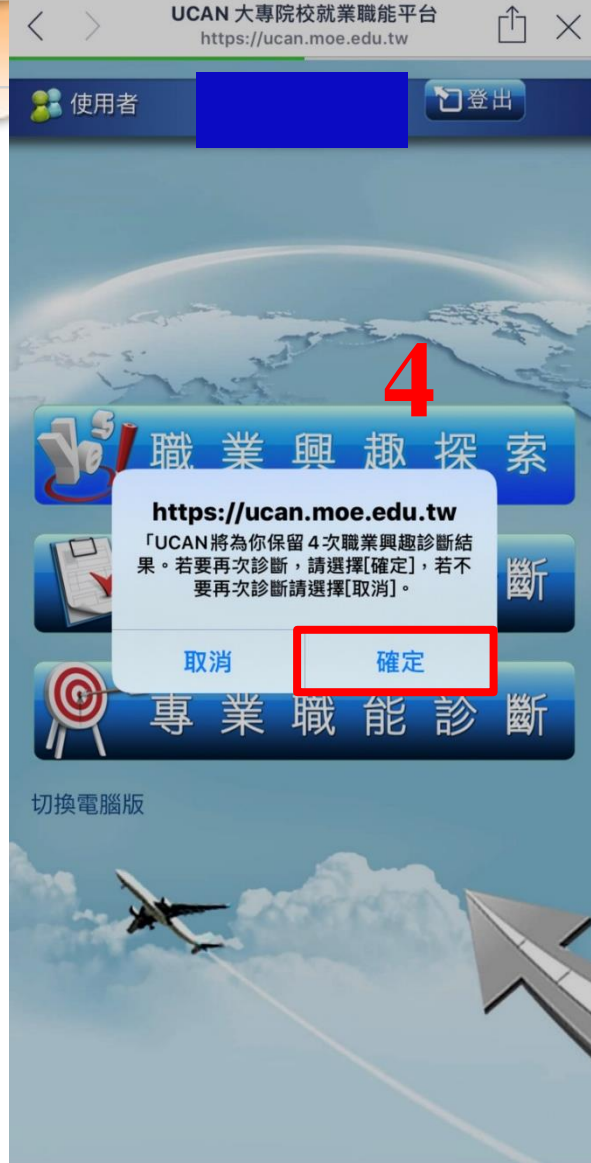 UCAN 大專院校就業職能平台
https://ucan.moe.edu.tw
使用者
登出
4
Yes!
職業興趣探索
https://ucan.moe.edu.tw
「UCAN將為你保留4次職業興趣診斷結
果。若要再次診斷,請選擇[確定],若不
要再次診斷請選擇[取消]。
斷
取消
確定
專業職能診斷
切換電腦版